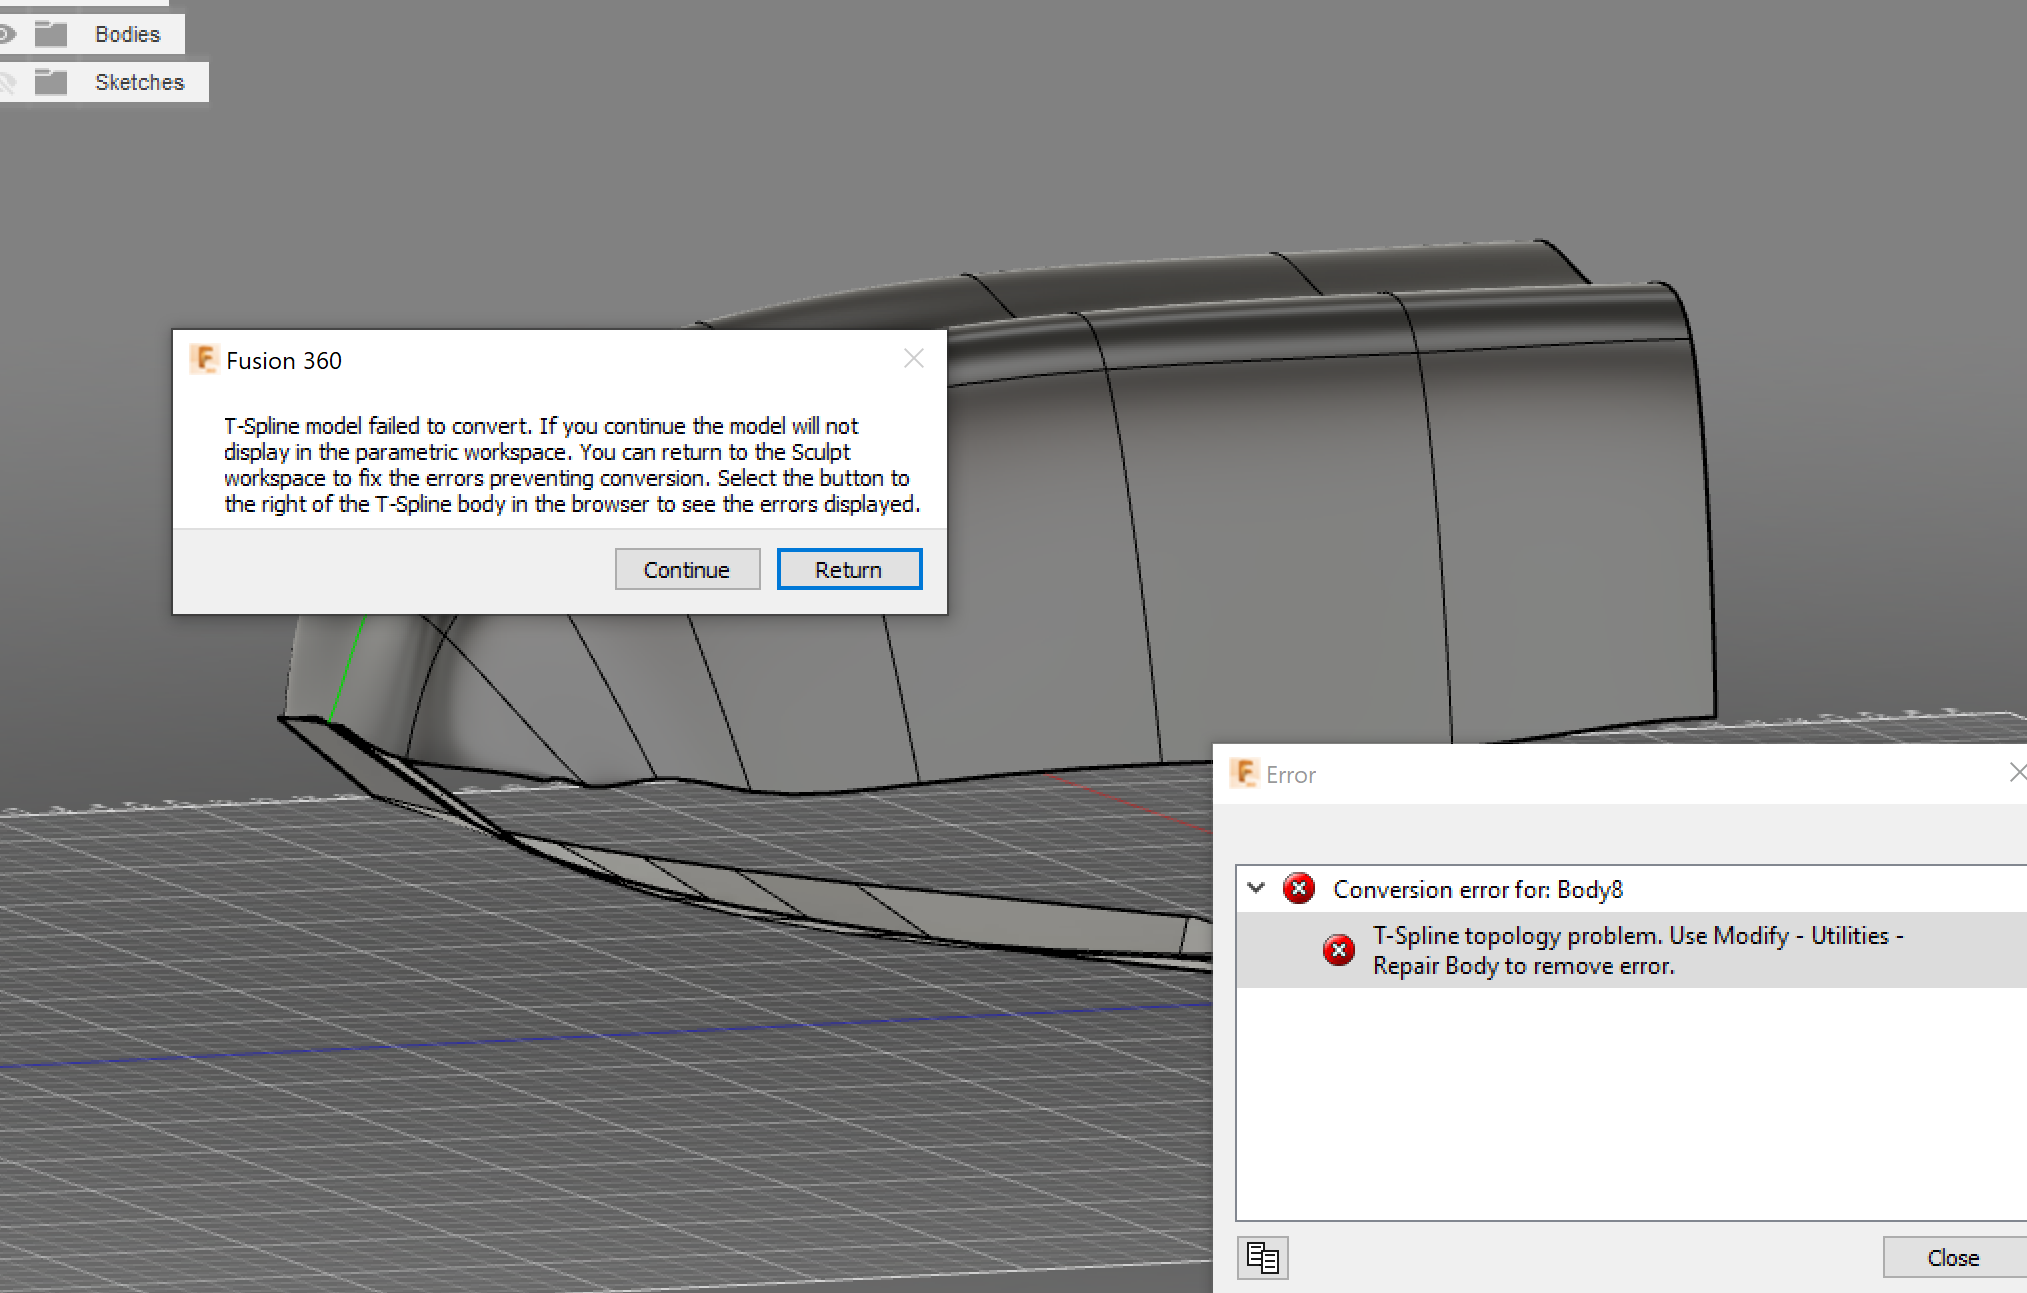 Bodies
Sketches
Fusion 360
T-Spline model failed to convert. If you continue the model will not
display in the parametric workspace. You can return to the Sculpt
workspace to fix the errors preventing conversion. Select the button to
the right of the T-Spline body in the browser to see the errors displayed.
Continue
Return
Error
Conversion error for: Body8
T-Spline topology problem. Use Modify - Utilities -
Repair Body to remove error.
Close